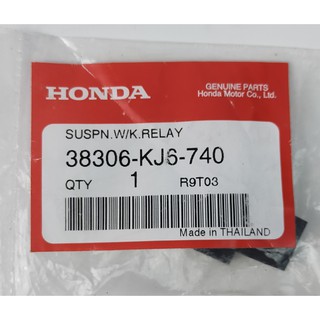 HONDA
GENUINE PARTS
Honda Motor Co., Ltd.
SUSPN.W/K.RELAY
38306-KJ6-740
QTY 1 R9T03
Made in THAILAND